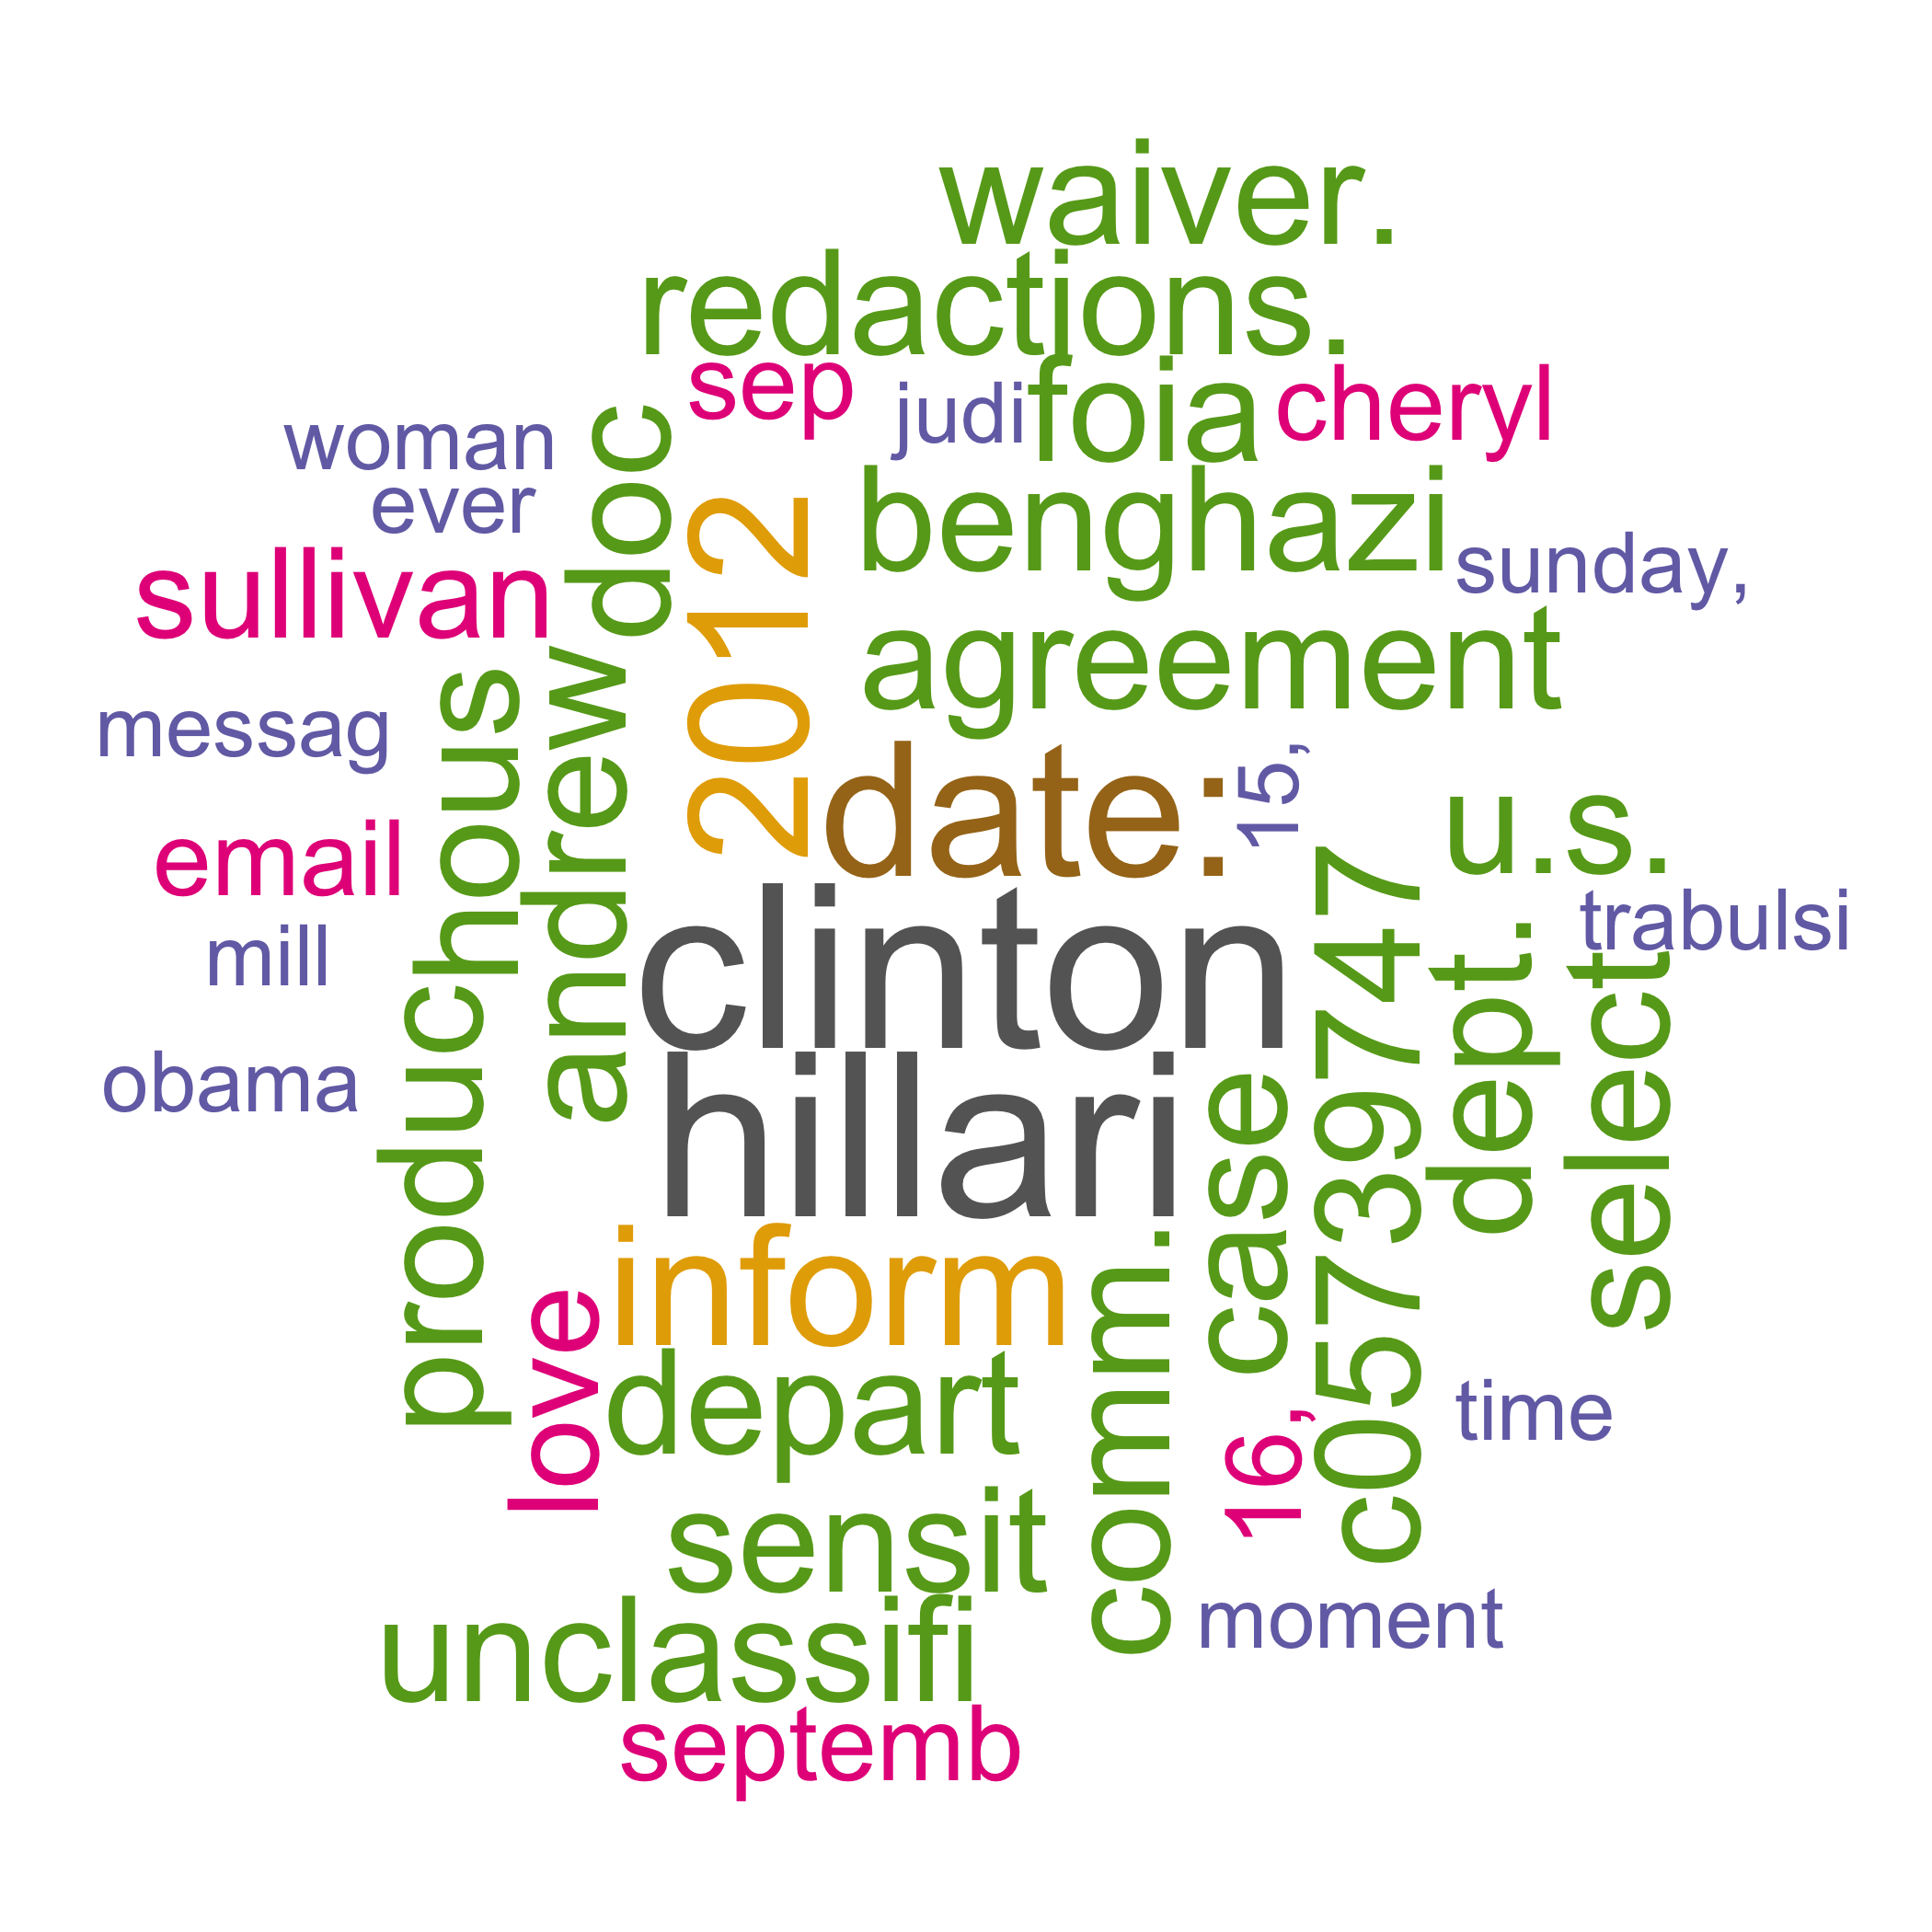 waiver.
redactions.
sep
judi
foia
cheryl
woman
ever
doc
2012
benghazi
sunday,
sullivan
agreement
messag
hous
andrew
date:
15,
u.s.
email
clinton
c05739747
dept.
select
trabulsi
mill
produc
obama
hillari
case
inform
comm.
love
depart
16,
time
sensit
unclassifi
moment
septemb